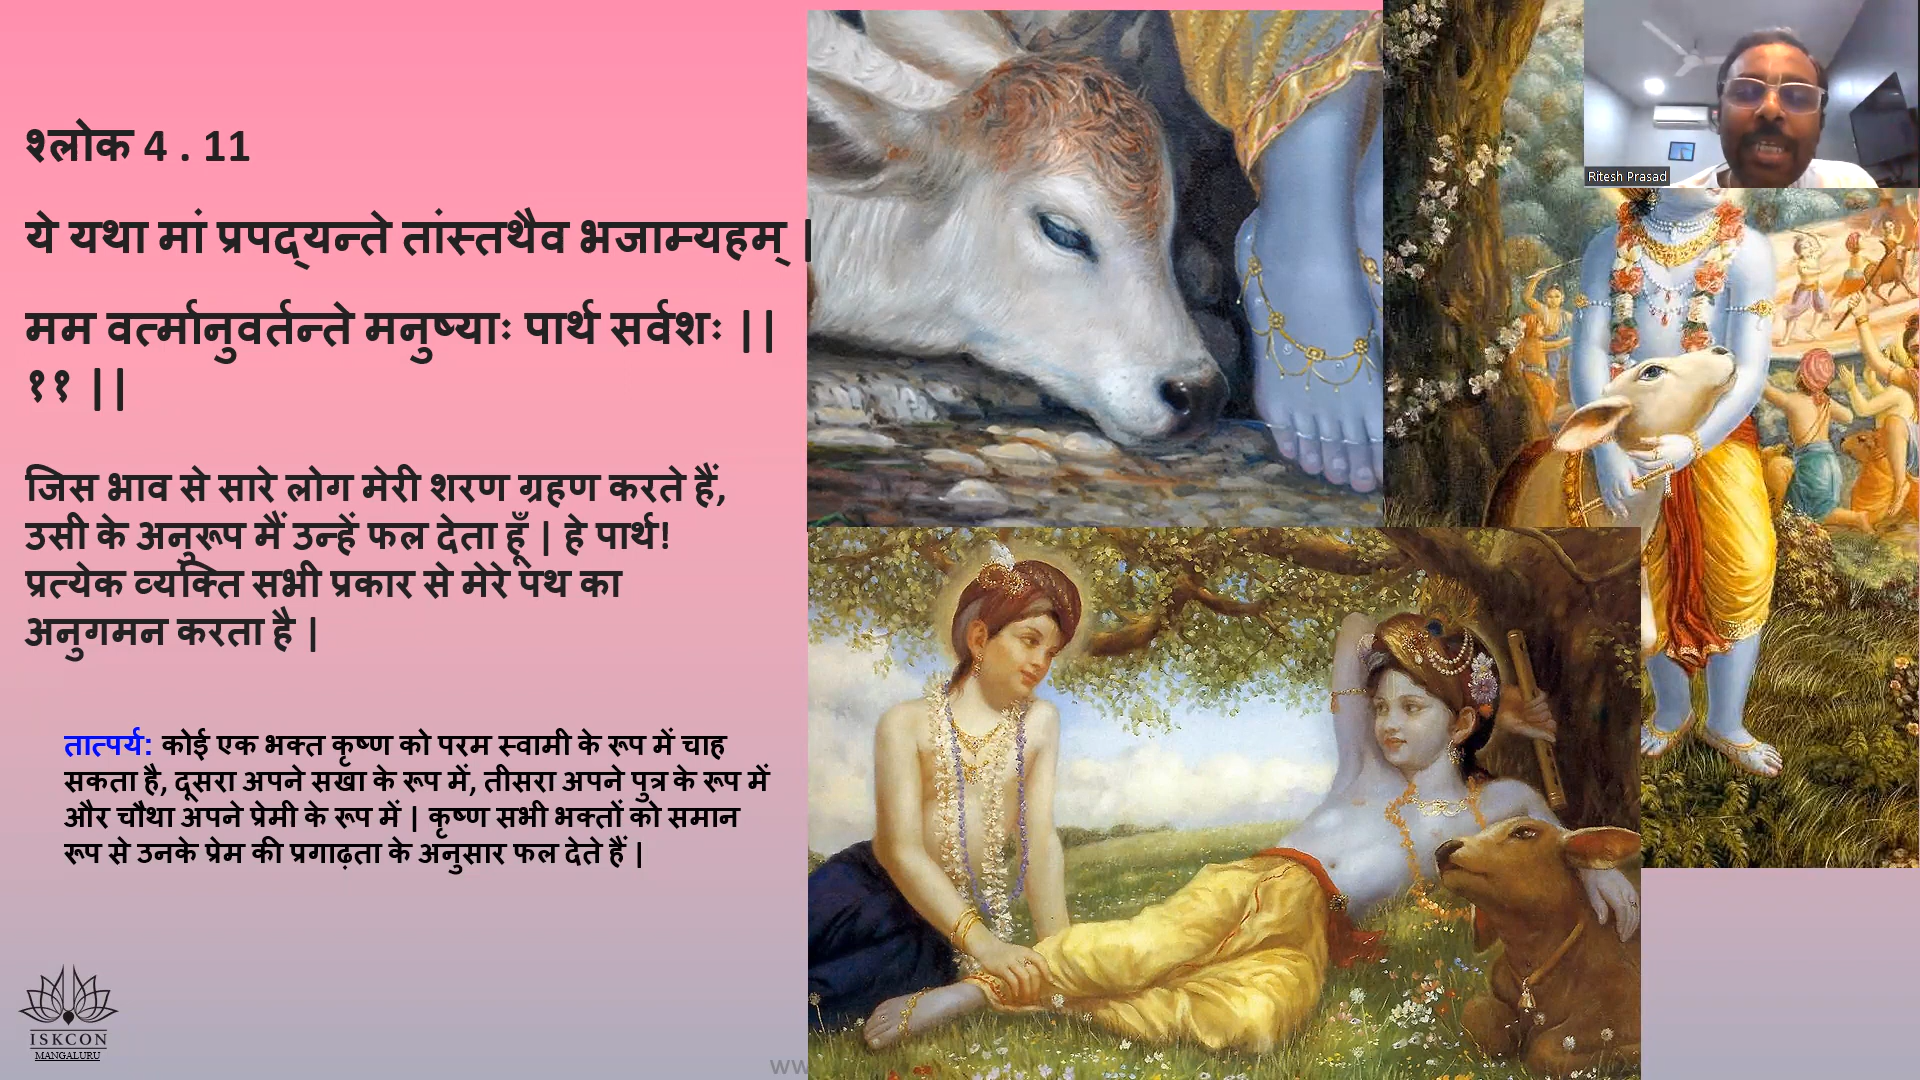 श्लोक 4 . 11
ये यथा मां प्रपद्यन्ते तांस्तथैव भजाम्यहम् |
मम वर्त्मानुवर्तन्ते मनुष्याः पार्थ सर्वशः ||
११ ||
जिस भाव से सारे लोग मेरी शरण ग्रहण करते हैं,
उसी के अनुरूप मैं उन्हें फल देता हूँ | हे पार्थ!
प्रत्येक व्यक्ति सभी प्रकार से मेरे पथ का
अनुगमन करता है |
तात्पर्य: कोई एक भक्त कृष्ण को परम स्वामी के रूप में चाह
सकता है, दूसरा अपने सखा के रूप में, तीसरा अपने पुत्र के रूप में
और चौथा अपने प्रेमी के रूप में | कृष्ण सभी भक्तों को समान
रूप से उनके प्रेम की प्रगाढ़ता के अनुसार फल देते हैं |
ISKCON
MANGALURU
Ritesh Prasad